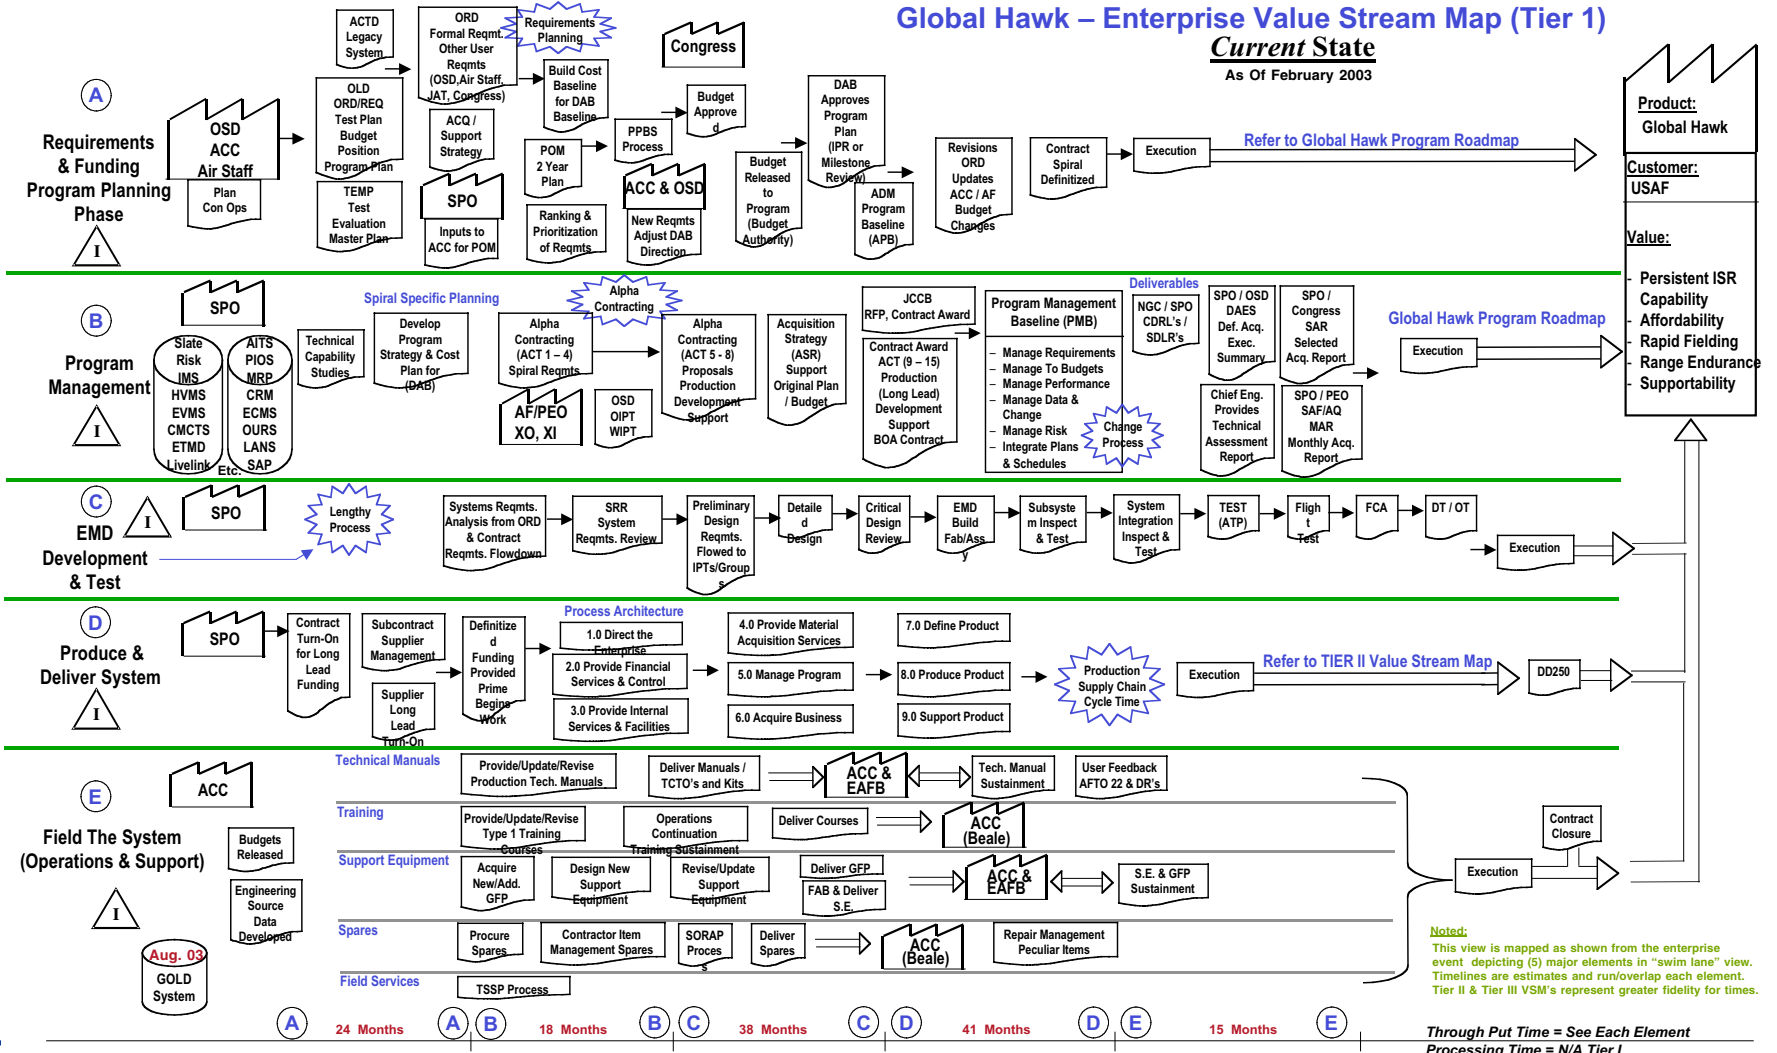 Global Hawk – Enterprise Value Stream Map (Tier 1)
Current State
As Of February 2003
A
Requirements
& Funding
Program Planning
Phase
I
OSD
ACC
Air Staff
Plan
Con Ops
ACTD
Legacy
System
OLD
ORD/REQ
Test Plan
Budget
Position
Program Plan
TEMP
Test
Evaluation
Master Plan
ORD
Formal Reqmt.
Other User
Reqmts
(OSD,Air Staff,
JAT, Congress)
ACQ /
Support
Strategy
SPO
Inputs to
ACC for POM
Requirements
Planning
Build Cost
Baseline
for DAB
Baseline
POM
2 Year
Plan
Ranking &
Prioritization
of Reqmts
PPBS
Process
ACC & OSD
New Reqmts
Adjust DAB
Direction
Congress
Budget
Approve
d
Budget
Released
to
Program
(Budget
Authority)
DAB
Approves
Program
Plan
(IPR or
Milestone
Review)
ADM
Program
Baseline
(APB)
Revisions
ORD
Updates
ACC / AF
Budget
Changes
Contract
Spiral
Definitized
Execution
Refer to Global Hawk Program Roadmap
Product:
Global Hawk
Customer:
USAF
Value:
- Persistent ISR
Capability
- Affordability
- Rapid Fielding
- Range Endurance
- Supportability
B
Program
Management
I
SPO
Slate
Risk
IMS
HVMS
EVMS
CMCTS
ETMD
Livelink
Etc.
AITS
PIOS
MRP
CRM
ECMS
OURS
LANS
SAP
Technical
Capability
Studies
Spiral Specific Planning
Develop
Program
Strategy & Cost
Plan for
(DAB)
Alpha
Contracting
(ACT 1 – 4)
Spiral Reqmts
AF/PEO
XO, XI
Alpha
Contracting
OSD
OIPT
WIPT
Alpha
Contracting
(ACT 5 - 8)
Proposals
Production
Development
Support
Acquisition
Strategy
(ASR)
Support
Original Plan
/ Budget
JCCB
RFP, Contract Award
Contract Award
ACT (9 – 15)
Production
(Long Lead)
Development
Support
BOA Contract
Program Management
Baseline (PMB)
– Manage Requirements
– Manage To Budgets
– Manage Performance
– Manage Data &
Change
– Manage Risk
– Integrate Plans
& Schedules
Change
Process
Deliverables
NGC / SPO
CDRL's /
SDLR's
SPO / OSD
DAES
Def. Acq.
Exec.
Summary
SPO /
Congress
SAR
Selected
Acq. Report
Chief Eng.
Provides
Technical
Assessment
Report
SPO / PEO
SAF/AQ
MAR
Monthly Acq.
Report
Global Hawk Program Roadmap
Execution
C
EMD
Development
& Test
I
SPO
Lengthy
Process
Systems Reqmts.
Analysis from ORD
& Contract
Reqmts. Flowdown
SRR
System
Reqmts. Review
Preliminary
Design
Reqmts.
Flowed to
IPTs/Group
s
Detaile
d
Design
Critical
Design
Review
EMD
Build
Fab/Ass
y
Subsyste
m Inspect
& Test
System
Integration
Inspect &
Test
TEST
(ATP)
Fligh
t
Test
FCA
DT / OT
Execution
D
Produce &
Deliver System
I
SPO
Contract
Turn-On
for Long
Lead
Funding
Subcontract
Supplier
Management
Supplier
Long
Lead
Turn-On
Definitize
d
Funding
Provided
Prime
Begins
Work
Process Architecture
1.0 Direct the
Enterprise
2.0 Provide Financial
Services & Control
3.0 Provide Internal
Services & Facilities
4.0 Provide Material
Acquisition Services
5.0 Manage Program
6.0 Acquire Business
7.0 Define Product
8.0 Produce Product
9.0 Support Product
Production
Supply Chain
Cycle Time
Execution
Refer to TIER II Value Stream Map
DD250
E
Field The System
(Operations & Support)
I
ACC
Budgets
Released
Engineering
Source
Data
Developed
Aug. 03
GOLD
System
Technical Manuals
Provide/Update/Revise
Production Tech. Manuals
Deliver Manuals /
TCTO's and Kits
ACC &
EAFB
Tech. Manual
Sustainment
User Feedback
AFTO 22 & DR's
Training
Provide/Update/Revise
Type 1 Training
Courses
Operations
Continuation
Training Sustainment
Deliver Courses
ACC
(Beale)
Support Equipment
Acquire
New/Add.
GFP
Design New
Support
Equipment
Revise/Update
Support
Equipment
Deliver GFP
FAB & Deliver
S.E.
ACC &
EAFB
S.E. & GFP
Sustainment
Spares
Procure
Spares
Contractor Item
Management Spares
SORAP
Proces
s
Deliver
Spares
ACC
(Beale)
Repair Management
Peculiar Items
Field Services
TSSP Process
Execution
Contract
Closure
Noted:
This view is mapped as shown from the enterprise
event depicting (5) major elements in “swim lane” view.
Timelines are estimates and run/overlap each element.
Tier II & Tier III VSM's represent greater fidelity for times.
A 24 Months A
B 18 Months B
C 38 Months C
D 41 Months D
E 15 Months E
Through Put Time = See Each Element
Processing Time = N/A Tier I